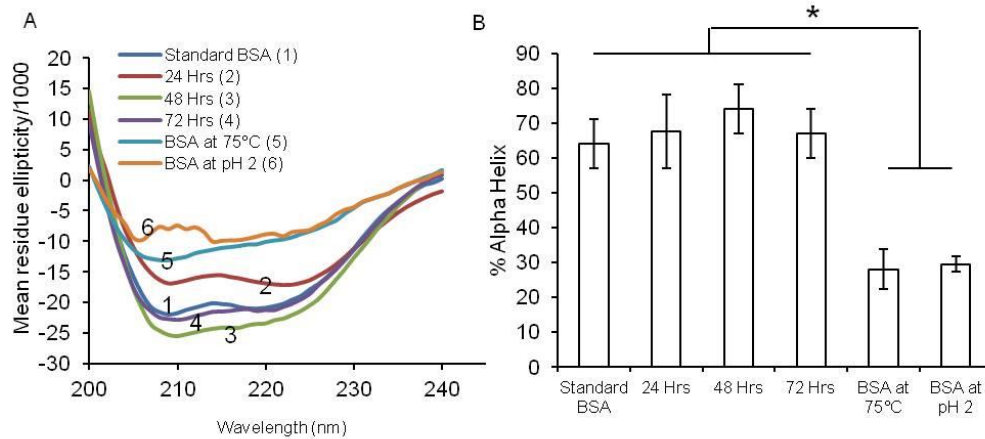 A
Standard BSA (1)
24 Hrs (2)
48 Hrs (3)
72 Hrs (4)
BSA at 75°C (5)
BSA at pH 2 (6)
Mean residue ellipticity/1000
20
15
10
5
0
-5
-10
-15
-20
-25
-30
6
5
2
1
4
3
200 210 220 230 240
Wavelength (nm)
B
*
% Alpha Helix
90
80
70
60
50
40
30
20
10
0
Standard BSA 24 Hrs 48 Hrs 72 Hrs BSA at 75°C BSA at pH 2